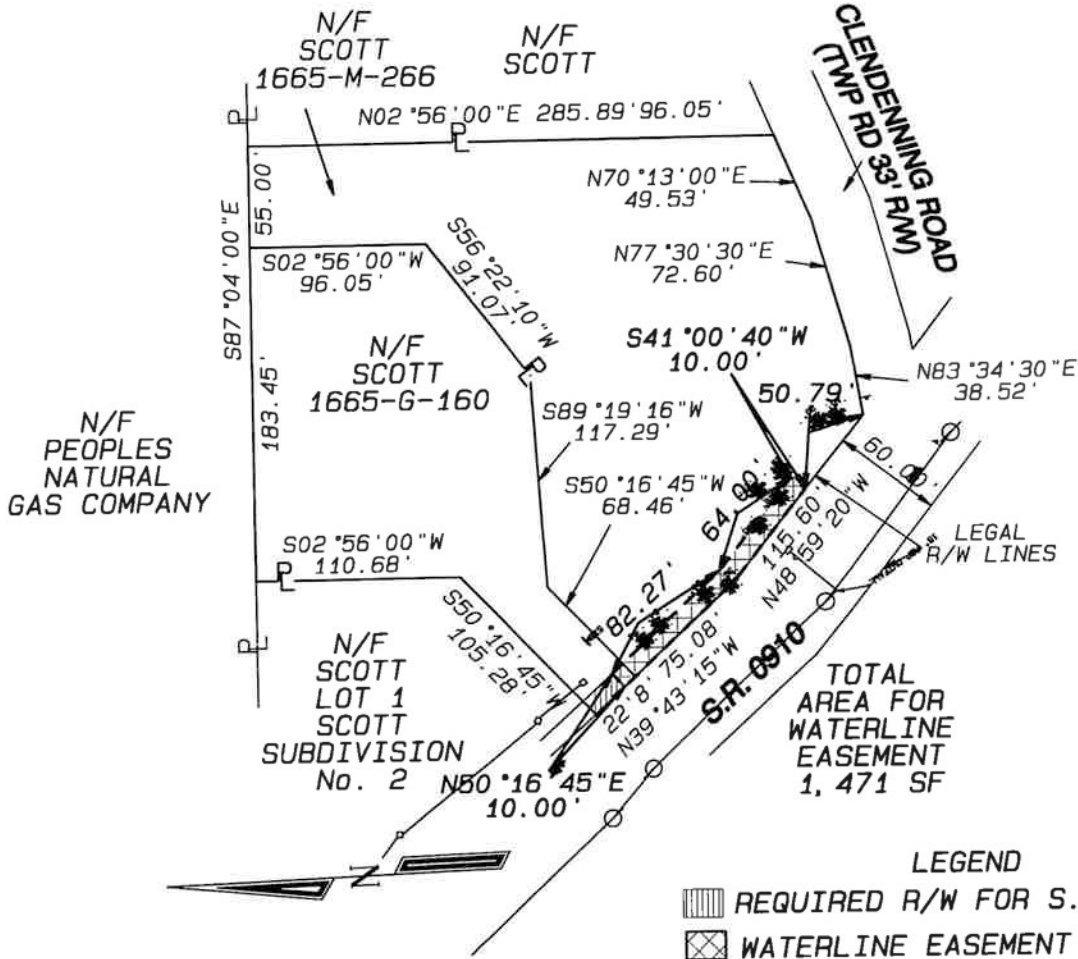 N/F
SCOTT
1665-M-266
N/F
SCOTT
CLENDENNING ROAD
(TWP RD 33' R/W)
N02°56'00"E 285.89'96.05'
N70°13'00"E
49.53'
N77°30'30"E
72.60'
S87°04'00"E
55.00'
183.45'
S02°56'00"W
96.05'
S56°22'10"W
91.07'
S41°00'40"W
10.00'
N83°34'30"E
38.52'
50.79'
N/F
SCOTT
1665-G-160
S89°19'16"W
117.29'
N/F
PEOPLES
NATURAL
GAS COMPANY
S50°16'45"W
68.46'
64.00'
60.00'
115.60'
N48°59'20"W
LEGAL
R/W LINES
S02°56'00"W
110.68'
82.27'
S50°16'45"W
105.28'
22'8'75.08'
N39°43'15"W
S.R. 0910
N/F
SCOTT
LOT 1
SCOTT
SUBDIVISION
No. 2
TOTAL
AREA FOR
WATERLINE
EASEMENT
1,471 SF
N50°16'45"E
10.00'
N
LEGEND
REQUIRED R/W FOR S.
WATERLINE EASEMENT